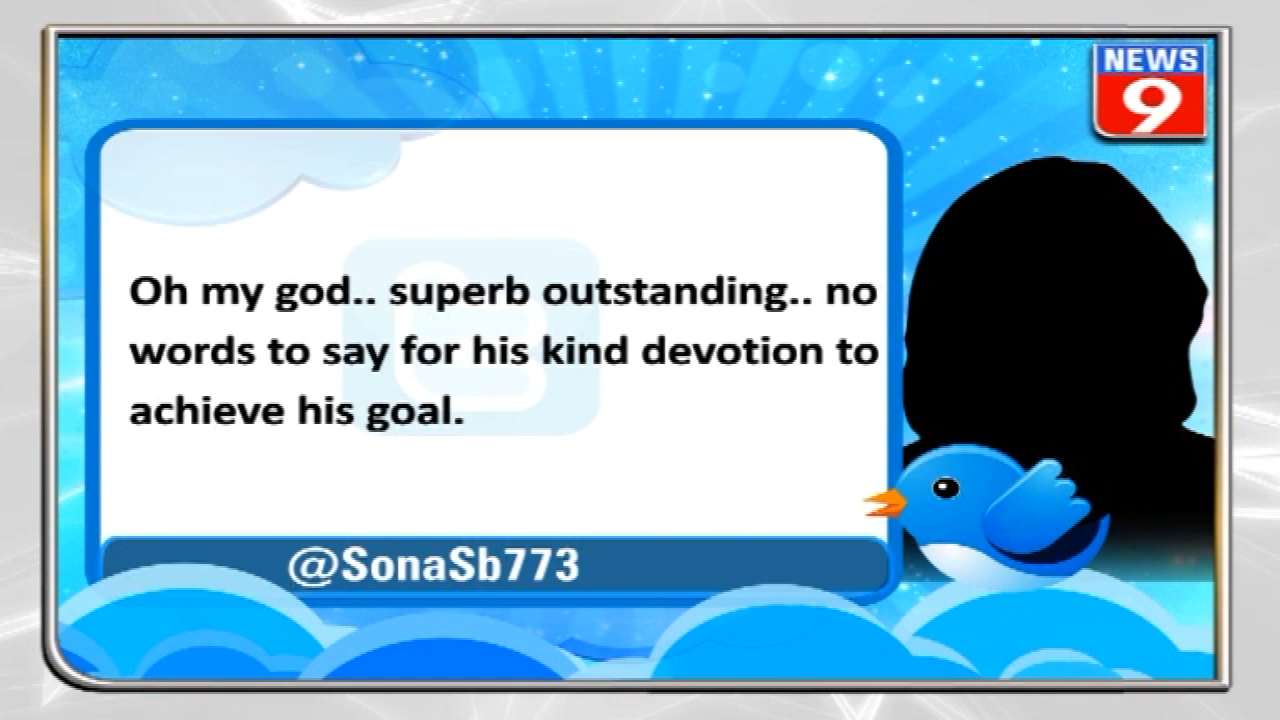 NEWS
9
Oh my god.. superb outstanding.. no
words to say for his kind devotion to
achieve his goal.
@SonaSb773